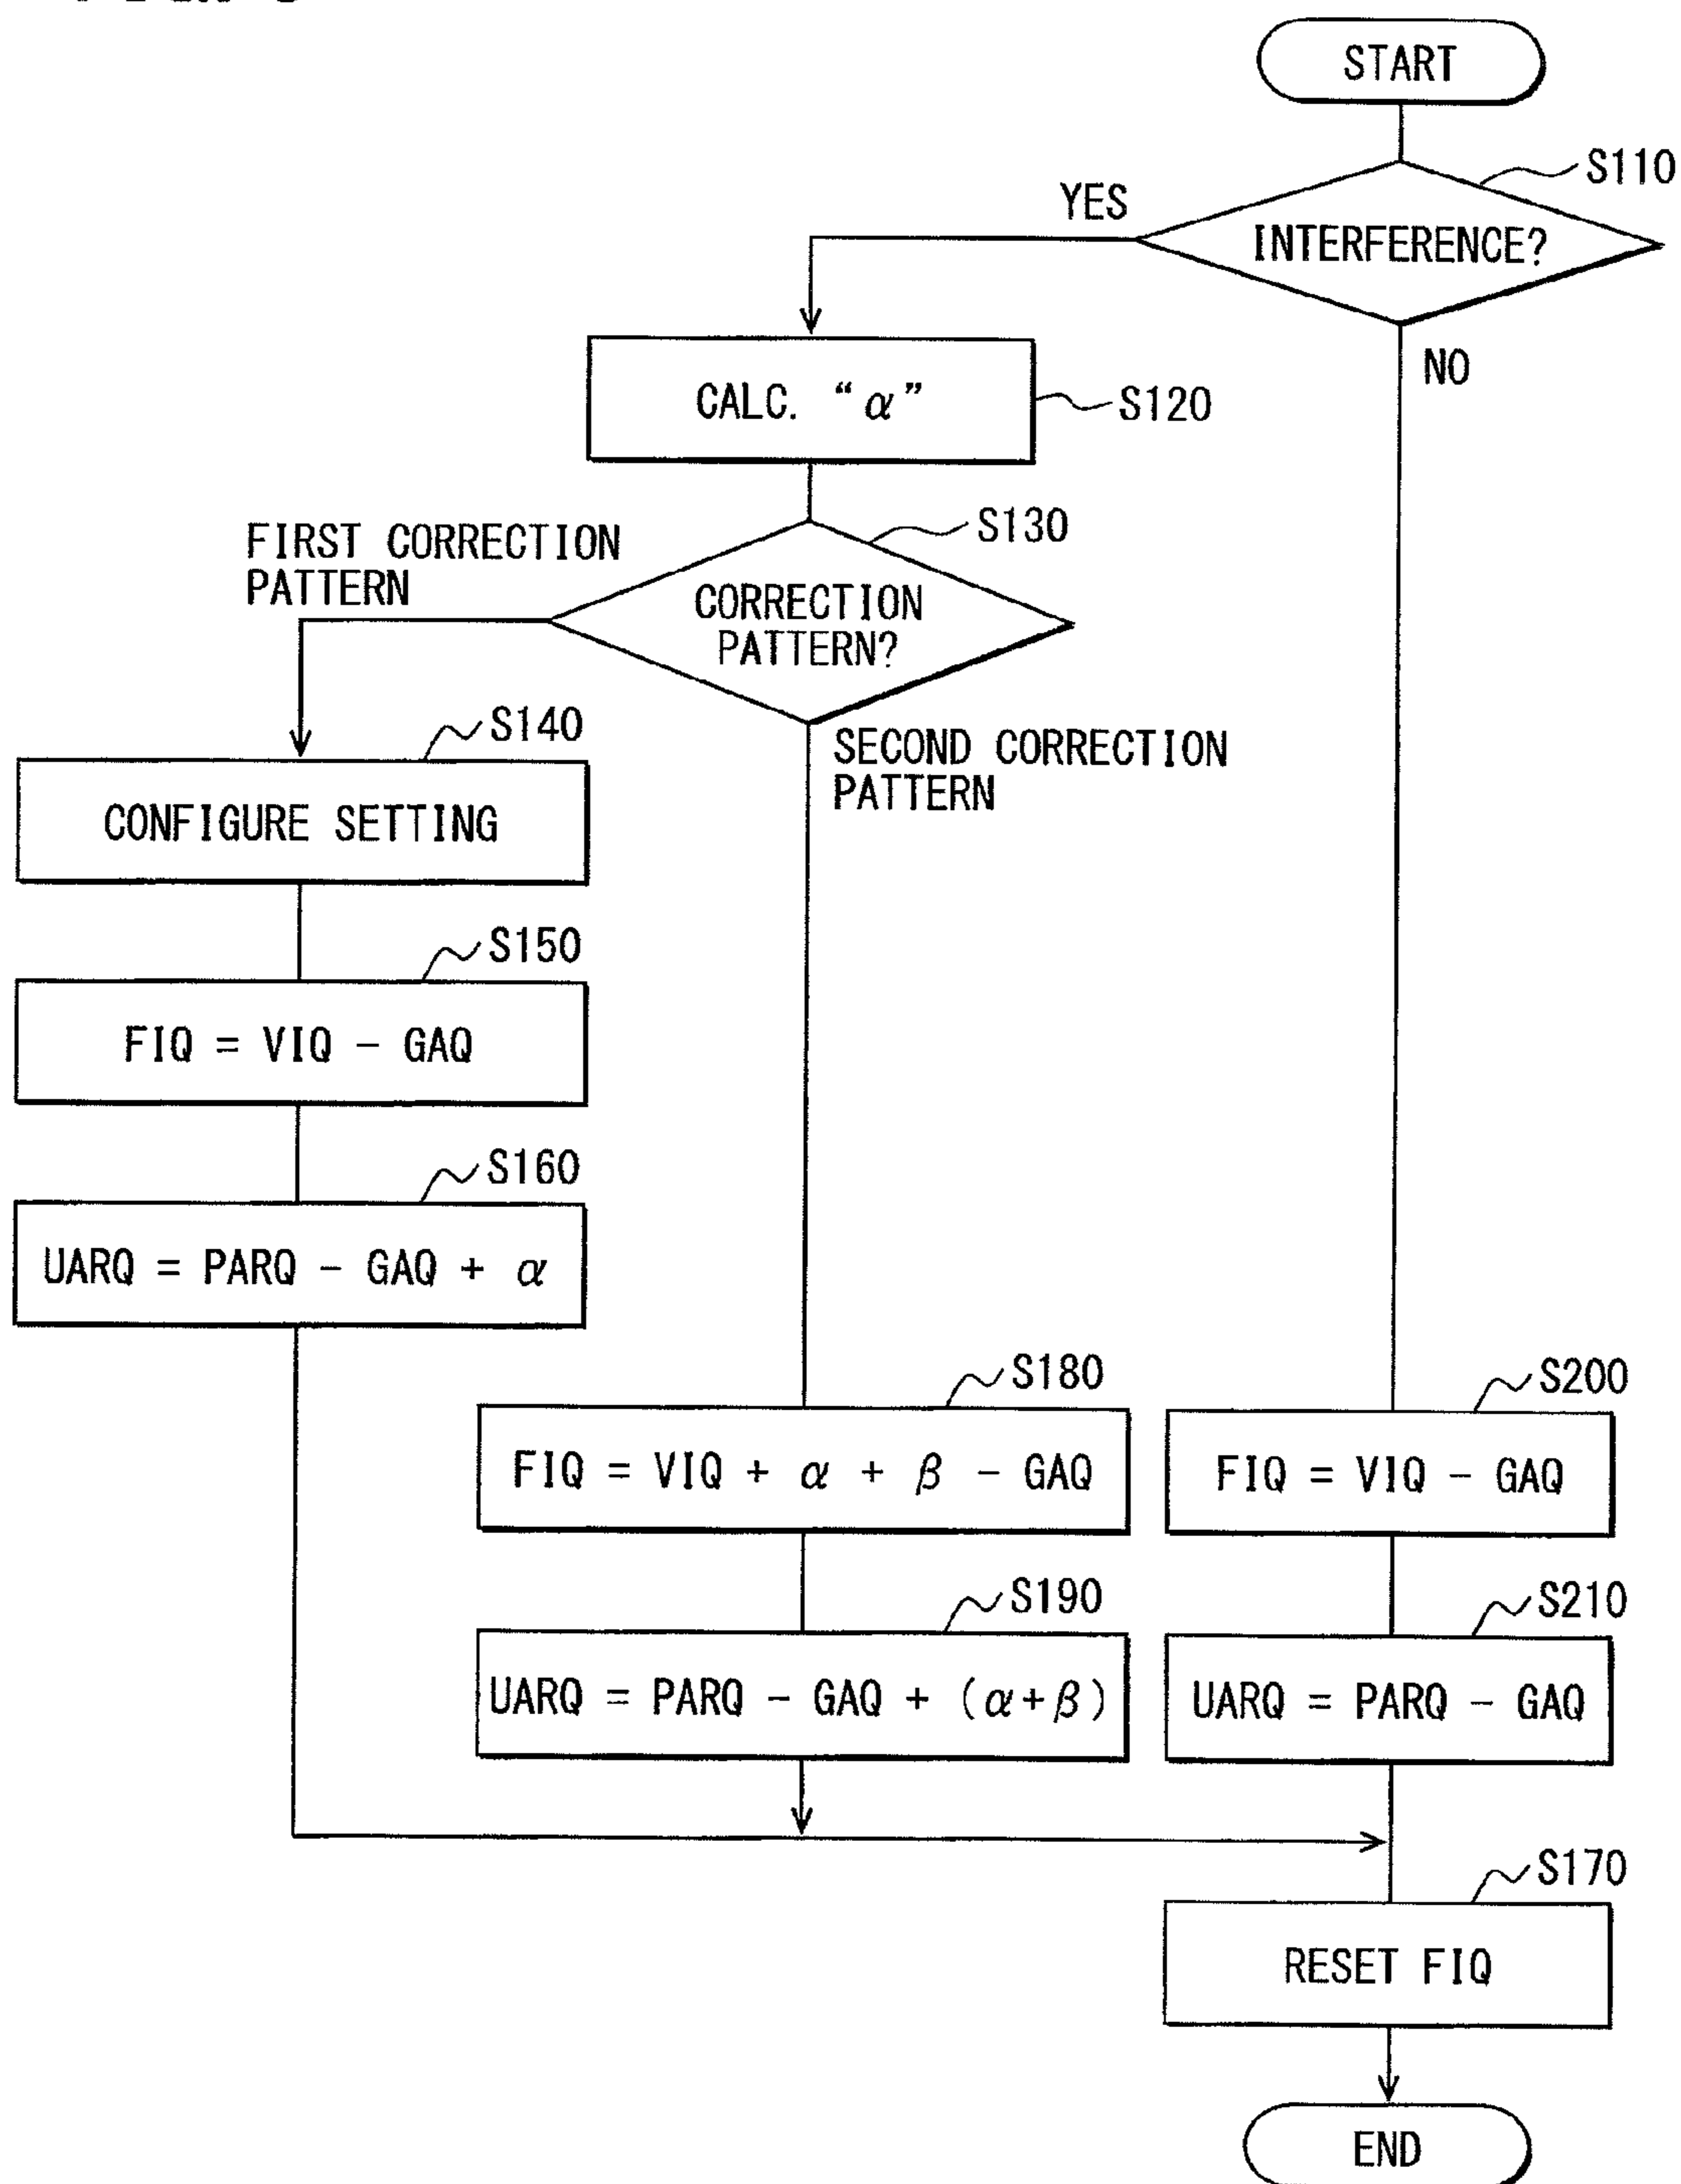 START
S110
YES
INTERFERENCE?
NO
CALC. “α”
S120
S130
FIRST CORRECTION
PATTERN
CORRECTION
PATTERN?
S140
SECOND CORRECTION
PATTERN
CONFIGURE SETTING
S150
FIQ = VIQ - GAQ
S160
UARQ = PARQ - GAQ + α
S180
S200
FIQ = VIQ + α + β - GAQ
FIQ = VIQ - GAQ
S190
S210
UARQ = PARQ - GAQ + (α+β)
UARQ = PARQ - GAQ
S170
RESET FIQ
END